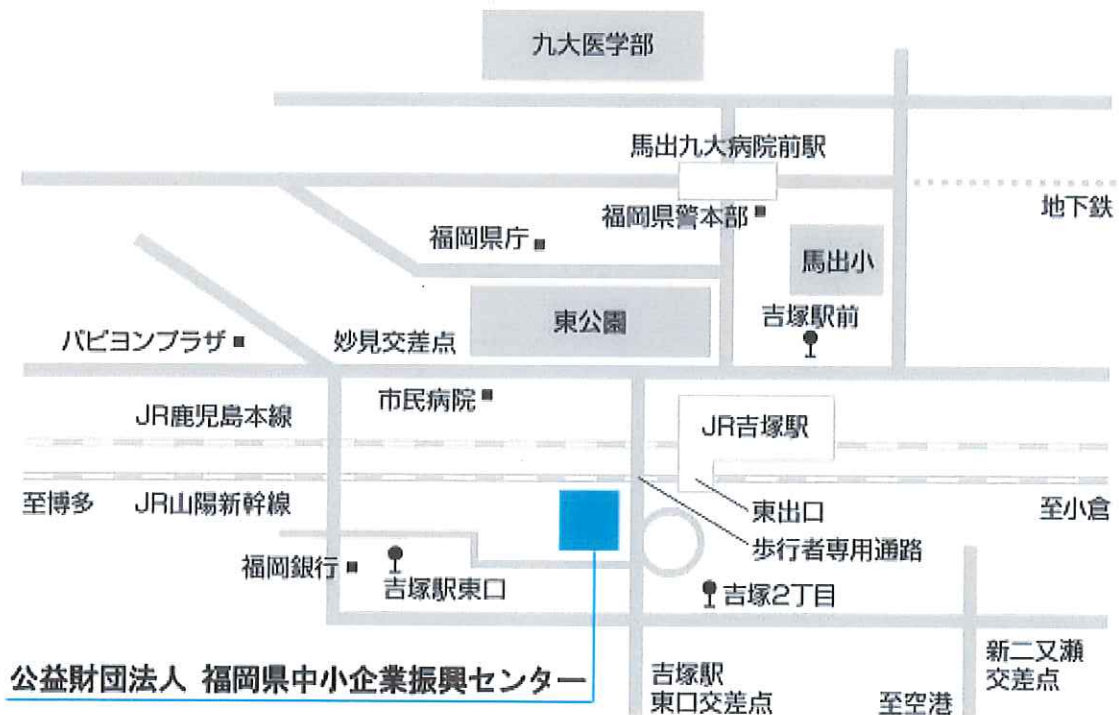 九大医学部
馬出九大病院前駅
地下鉄
福岡県警本部
福岡県庁
馬出小
東公園
吉塚駅前
パピヨンプラザ
妙見交差点
市民病院
JR鹿児島本線
JR吉塚駅
至博多
JR山陽新幹線
東出口
至小倉
歩行者専用通路
福岡銀行
吉塚駅東口
吉塚2丁目
公益財団法人 福岡県中小企業振興センター
吉塚駅
東口交差点
至空港
新二又瀬
交差点